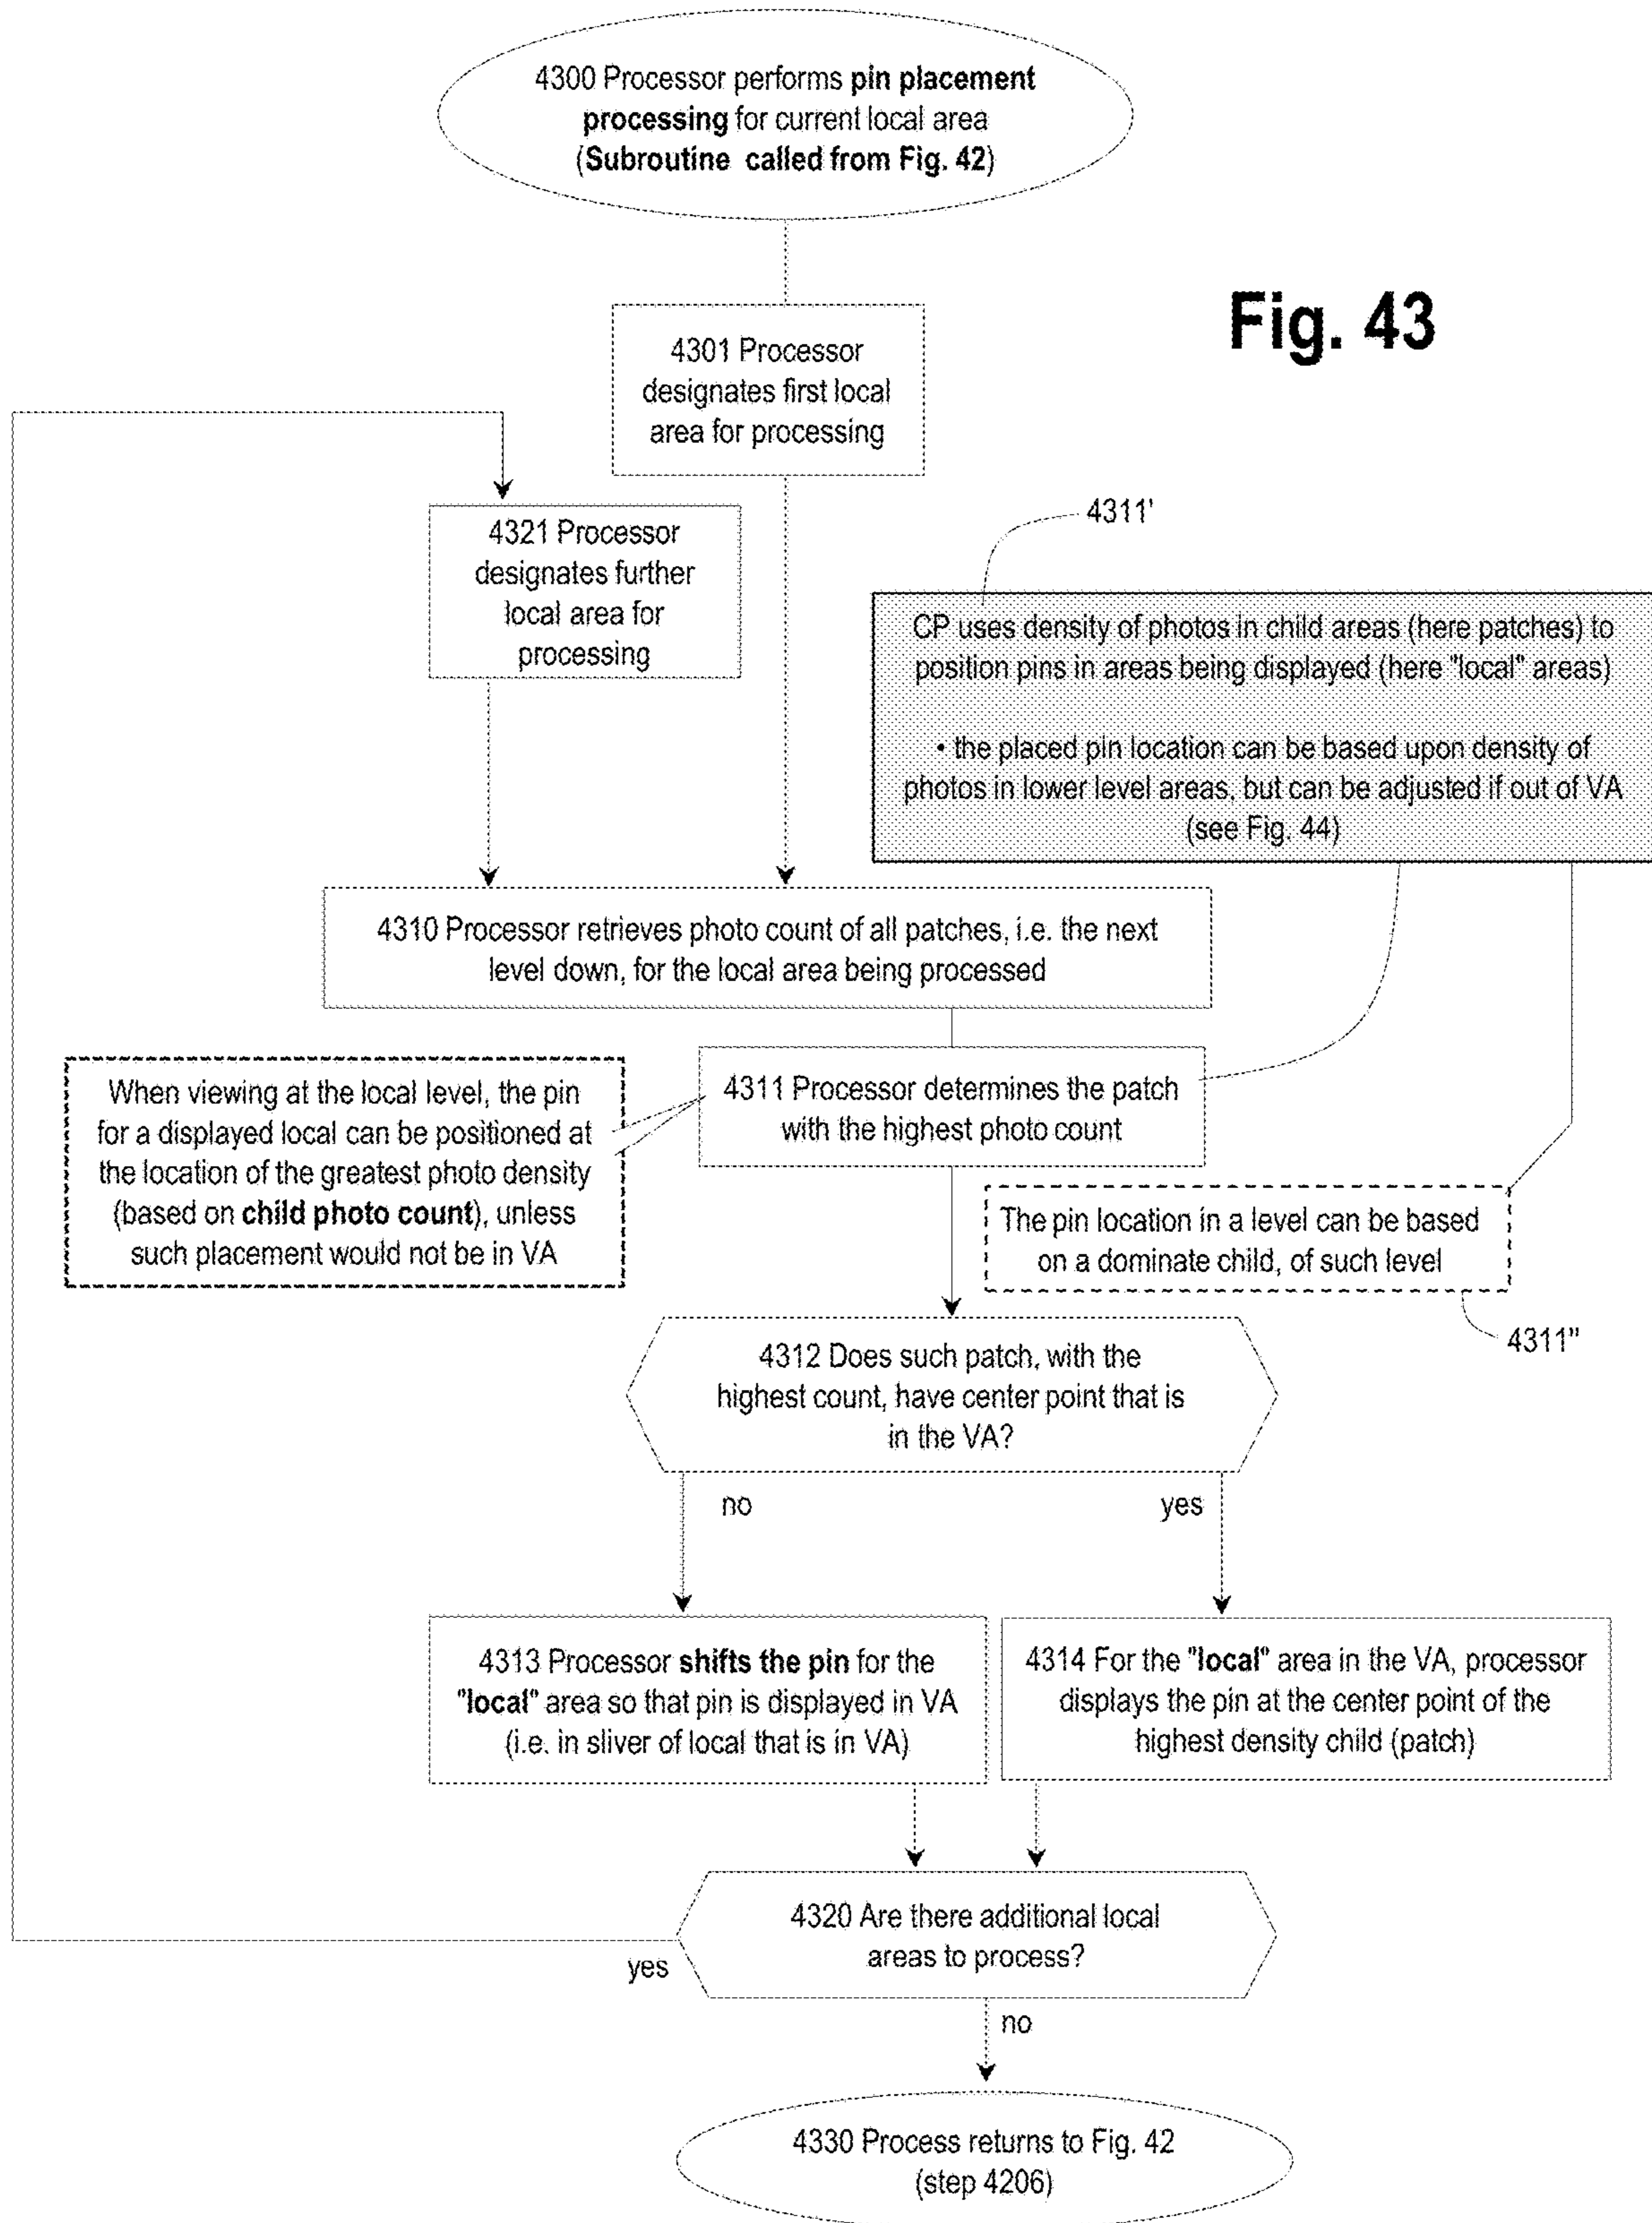 4300 Processor performs pin placement
processing for current local area
(Subroutine called from Fig. 42)
Fig. 43
4301 Processor
designates first local
area for processing
4321 Processor
designates further
local area for
processing
4311'
CP uses density of photos in child areas (here patches) to
position pins in areas being displayed (here "local" areas)
• the placed pin location can be based upon density of
photos in lower level areas, but can be adjusted if out of VA
(see Fig. 44)
4310 Processor retrieves photo count of all patches, i.e. the next
level down, for the local area being processed
When viewing at the local level, the pin
for a displayed local can be positioned at
the location of the greatest photo density
(based on child photo count), unless
such placement would not be in VA
4311 Processor determines the patch
with the highest photo count
The pin location in a level can be based
on a dominate child, of such level
4311"
4312 Does such patch, with the
highest count, have center point that is
in the VA?
no
yes
4313 Processor shifts the pin for the
"local" area so that pin is displayed in VA
(i.e. in sliver of local that is in VA)
4314 For the "local" area in the VA, processor
displays the pin at the center point of the
highest density child (patch)
4320 Are there additional local
areas to process?
yes
no
4330 Process returns to Fig. 42
(step 4206)